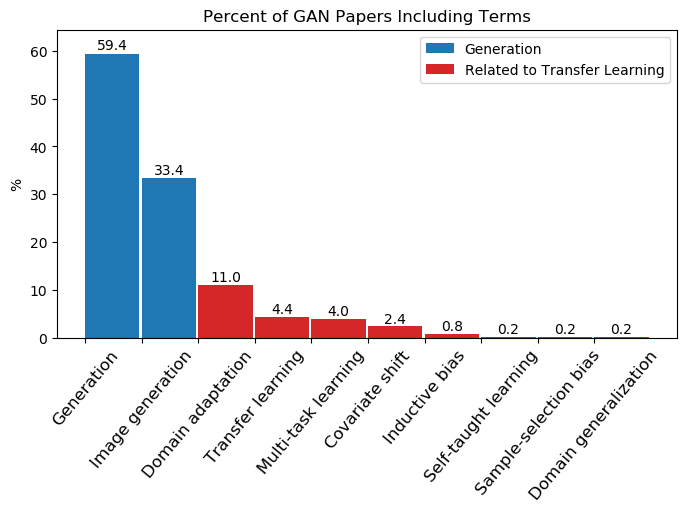 Percent of GAN Papers Including Terms
Generation
Related to Transfer Learning
%
60
50
40
30
20
10
0
59.4
33.4
11.0
4.4
4.0
2.4
0.8
0.2
0.2
0.2
Generation
Image generation
Domain adaptation
Transfer learning
Multi-task learning
Covariate shift
Inductive bias
Self-taught learning
Sample-selection bias
Domain generalization